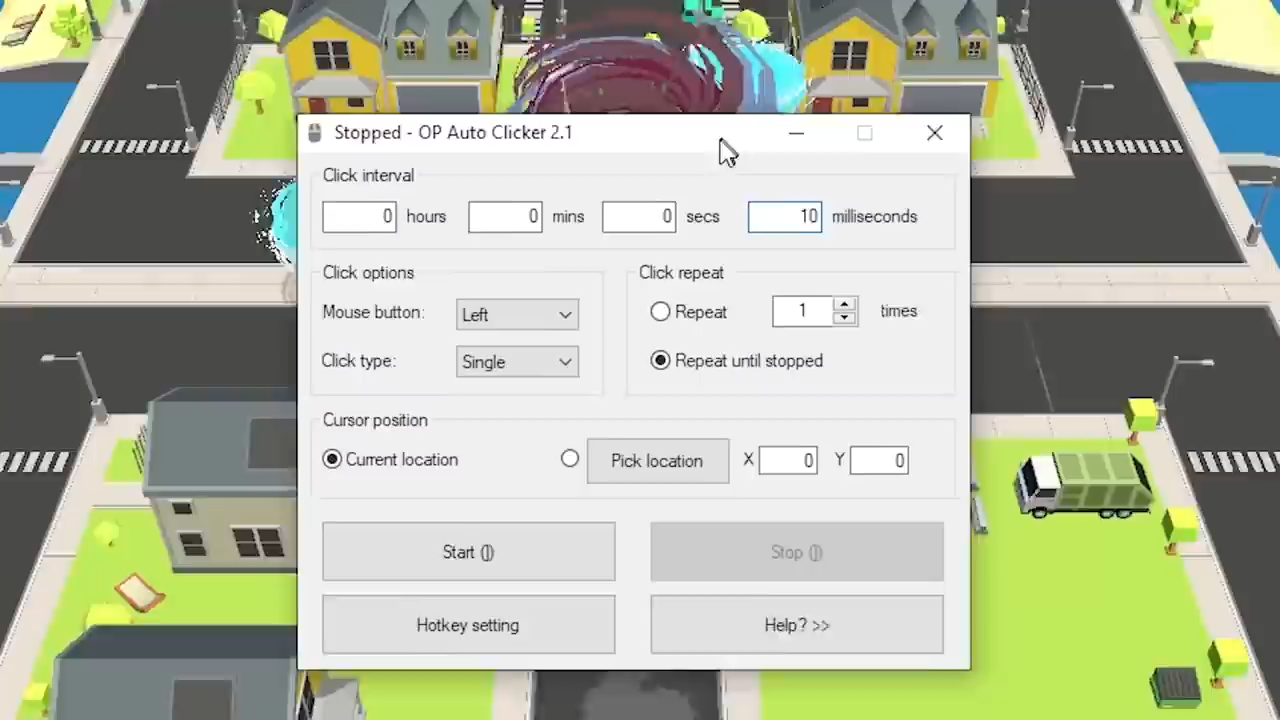 Stopped - OP Auto Clicker 2.1
Click interval
0 hours 0 mins 0 secs 10 milliseconds
Click options
Click repeat
Mouse button: Left
Repeat 1 times
Click type: Single
Repeat until stopped
Cursor position
Current location Pick location X 0 Y 0
Start (]) Stop (])
Hotkey setting Help? >>